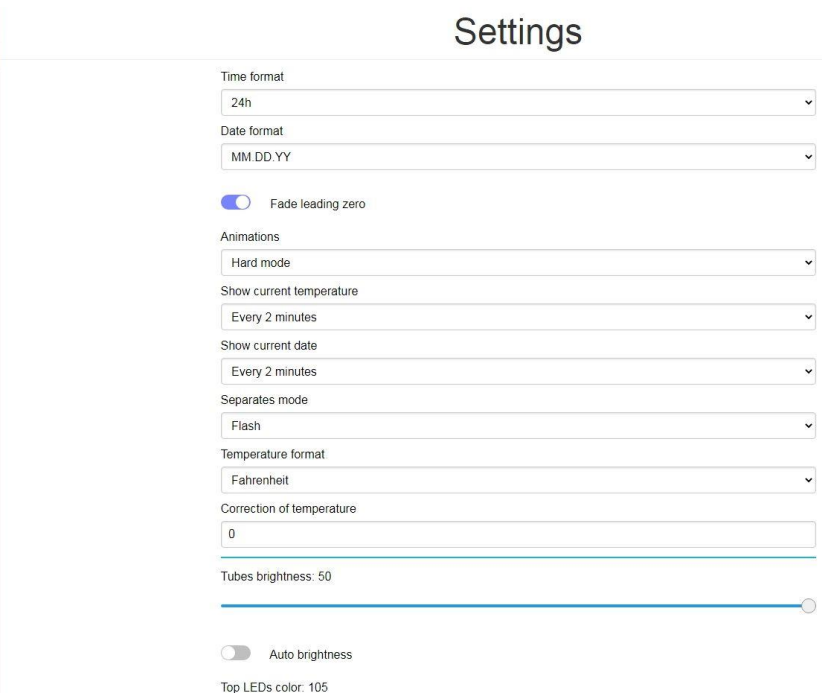 Settings
Time format
24h
Date format
MM.DD.YY
Fade leading zero
Animations
Hard mode
Show current temperature
Every 2 minutes
Show current date
Every 2 minutes
Separates mode
Flash
Temperature format
Fahrenheit
Correction of temperature
0
Tubes brightness: 50
Auto brightness
Top LEDs color: 105